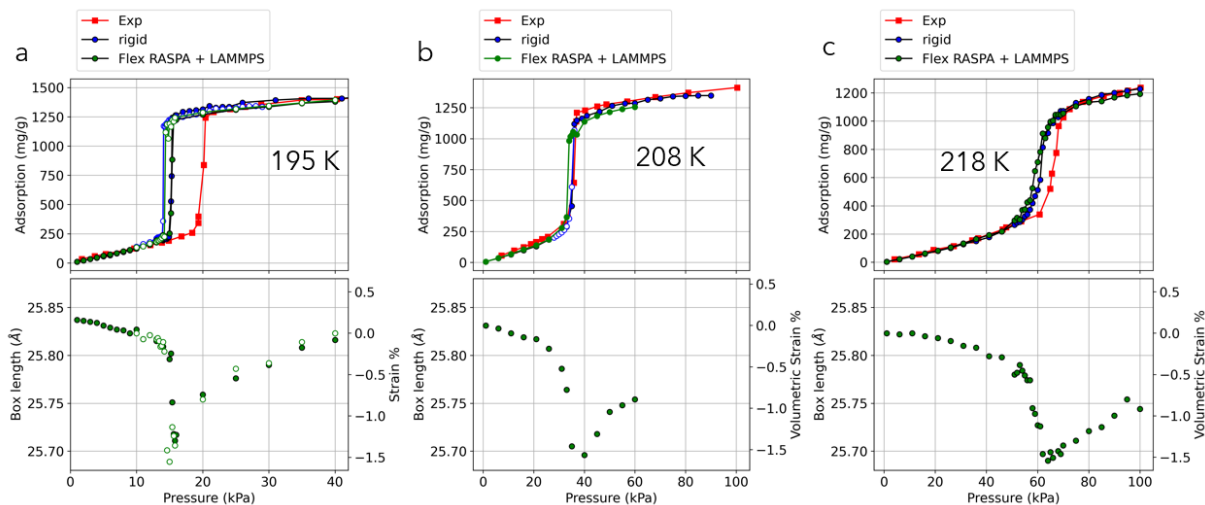 a
Exp
rigid
Flex RASPA + LAMMPS
1500
1250
1000
750
500
250
0
Adsorption (mg/g)
195 K
25.85
25.80
25.75
25.70
Box length (Å)
0.5
0.0
−0.5
−1.0
−1.5
Strain %
0 10 20 30 40
Pressure (kPa)
b
Exp
rigid
Flex RASPA + LAMMPS
1250
1000
750
500
250
0
Adsorption (mg/g)
208 K
25.85
25.80
25.75
25.70
Box length (Å)
0.5
0.0
−0.5
−1.0
−1.5
Volumetric Strain %
0 20 40 60 80 100
Pressure (kPa)
c
Exp
rigid
Flex RASPA + LAMMPS
1200
1000
800
600
400
200
0
Adsorption (mg/g)
218 K
25.85
25.80
25.75
25.70
Box length (Å)
0.5
0.0
−0.5
−1.0
−1.5
Volumetric Strain %
0 20 40 60 80 100
Pressure (kPa)